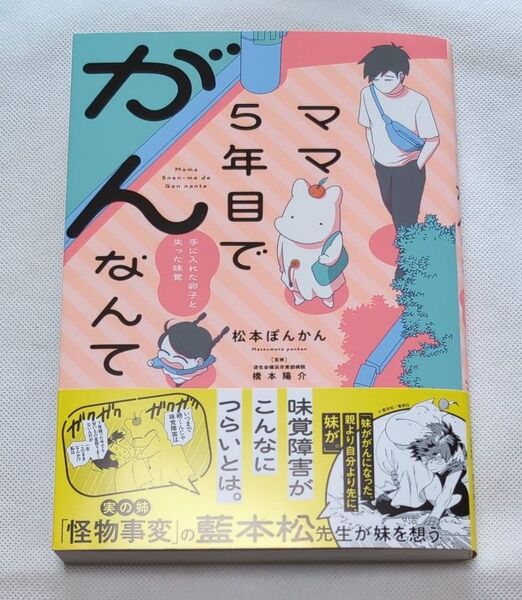 ママ
5年目で
がんなんて
Mama
5nen-me de
Gan nante
手に入れた卵子と
失った味覚
松本ぽんかん
Matsumoto ponkan
［監修］
済生会横浜市東部病院
橋本陽介
「妹ががんになった。
親より自分より先に、
妹が。」
味覚障害が
こんなに
つらいとは。
ガクガク
ガクガク
実の姉
「怪物事変」の藍本松先生が妹を想う